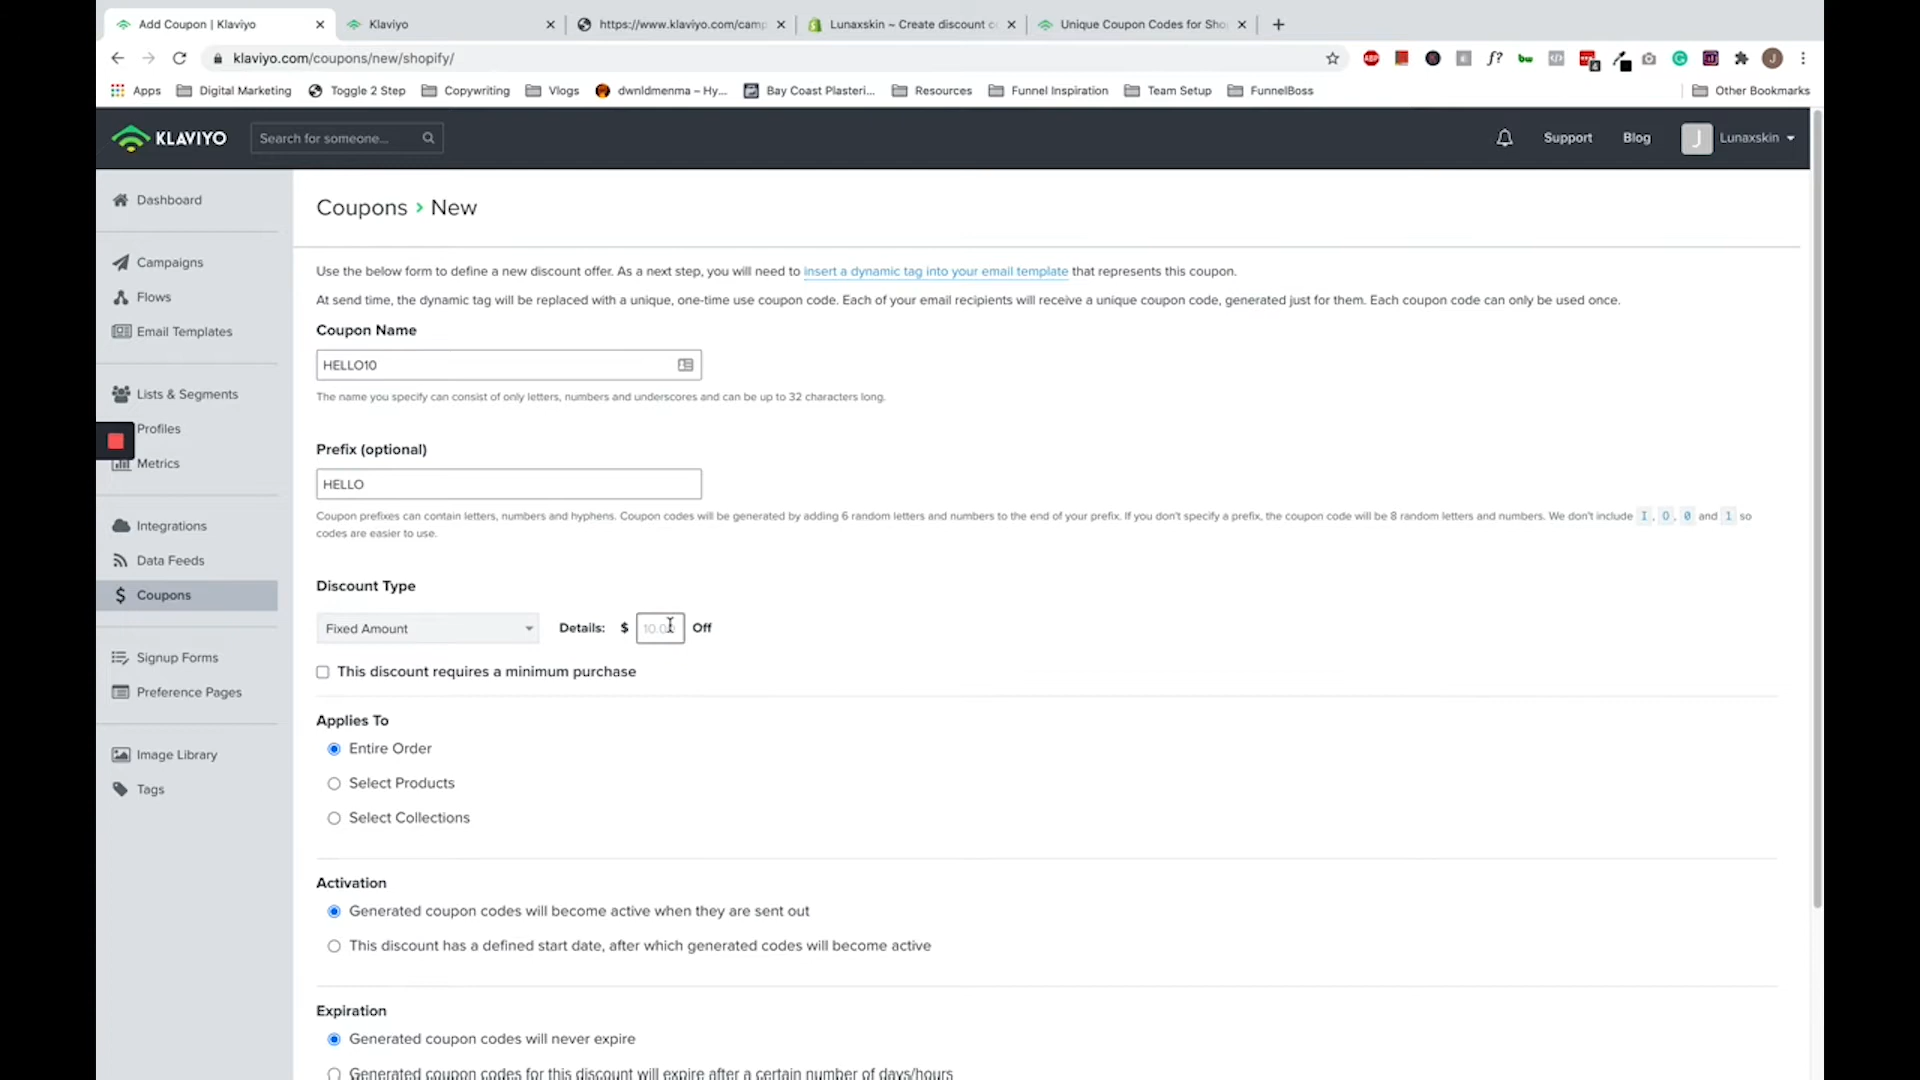 Add Coupon | Klaviyo
Klaviyo
https://www.klaviyo.com/camp
Lunaxskin ~ Create discount c
Unique Coupon Codes for Sho
klaviyo.com/coupons/new/shopify/
Apps
Digital Marketing
Toggle 2 Step
Copywriting
Vlogs
dwnldmenma – Hy...
Bay Coast Plasteri...
Resources
Funnel Inspiration
Team Setup
FunnelBoss
Other Bookmarks
KLAVIYO
Search for someone...
Support
Blog
J
Lunaxskin
Dashboard
Campaigns
Flows
Email Templates
Lists & Segments
Profiles
Metrics
Integrations
Data Feeds
$ Coupons
Signup Forms
Preference Pages
Image Library
Tags
Coupons > New
Use the below form to define a new discount offer. As a next step, you will need to insert a dynamic tag into your email template that represents this coupon.
At send time, the dynamic tag will be replaced with a unique, one-time use coupon code. Each of your email recipients will receive a unique coupon code, generated just for them. Each coupon code can only be used once.
Coupon Name
HELLO10
The name you specify can consist of only letters, numbers and underscores and can be up to 32 characters long.
Prefix (optional)
HELLO
Coupon prefixes can contain letters, numbers and hyphens. Coupon codes will be generated by adding 6 random letters and numbers to the end of your prefix. If you don't specify a prefix, the coupon code will be 8 random letters and numbers. We don't include I, O, 0 and 1 so
codes are easier to use.
Discount Type
Fixed Amount
Details: $ 10.0 Off
This discount requires a minimum purchase
Applies To
Entire Order
Select Products
Select Collections
Activation
Generated coupon codes will become active when they are sent out
This discount has a defined start date, after which generated codes will become active
Expiration
Generated coupon codes will never expire
Generated coupon codes for this discount will expire after a certain number of days/hours